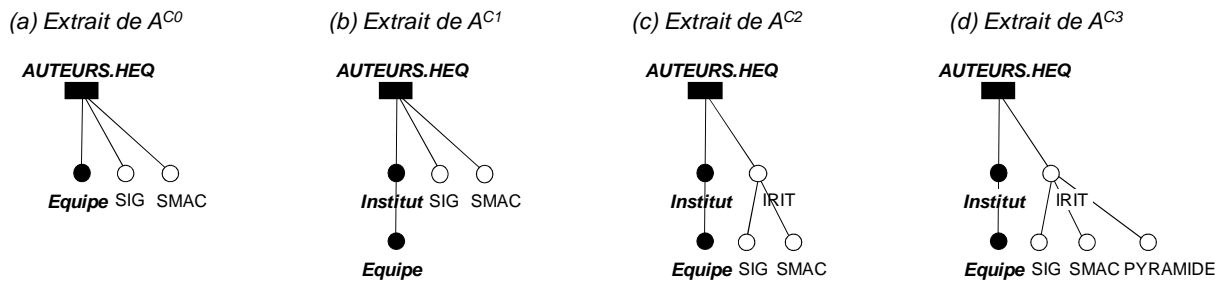 (a) Extrait de A^C0 (b) Extrait de A^C1 (c) Extrait de A^C2 (d) Extrait de A^C3
AUTEURS.HEQ AUTEURS.HEQ AUTEURS.HEQ AUTEURS.HEQ
Equipe SIG SMAC Institut SIG SMAC Institut IRIT Institut IRIT
Equipe Equipe SIG SMAC Equipe SIG SMAC PYRAMIDE